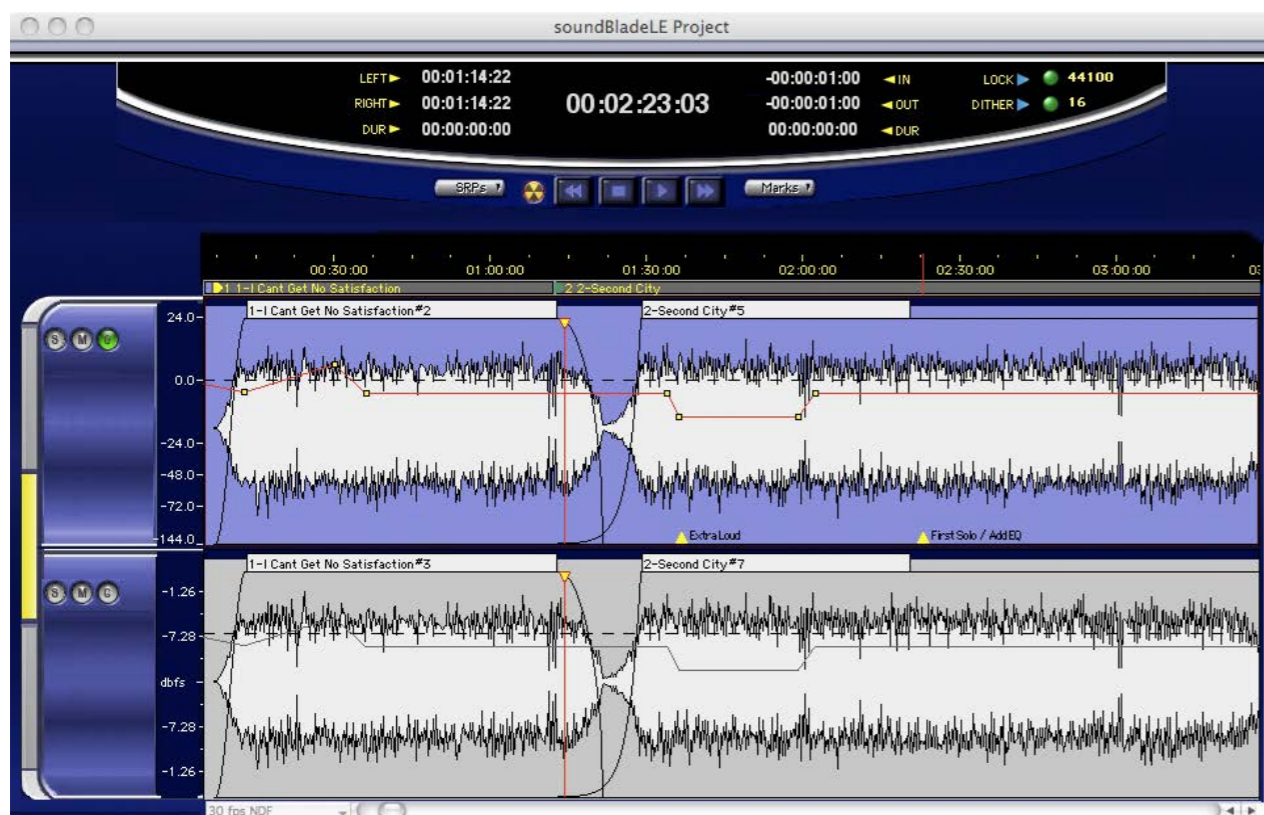 soundBladeLE Project
LEFT 00:01:14:22 -00:00:01:00 IN LOCK 44100
RIGHT 00:01:14:22 00:02:23:03 -00:00:01:00 OUT DITHER 16
DUR 00:00:00:00 00:00:00:00 DUR
SRPs Marks
00:30:00 01:00:00 01:30:00 02:00:00 02:30:00 03:00:00
1 1-I Cant Get No Satisfaction 2 2-Second City
1-I Cant Get No Satisfaction#2 2-Second City#5
S M G
24.0
0.0
-24.0
-48.0
-72.0
-144.0
ExtraLoud First Solo / Add EQ
1-I Cant Get No Satisfaction#3 2-Second City#7
S M G
-1.26
-7.28
dbfs
-7.28
-1.26
30 fps NDF